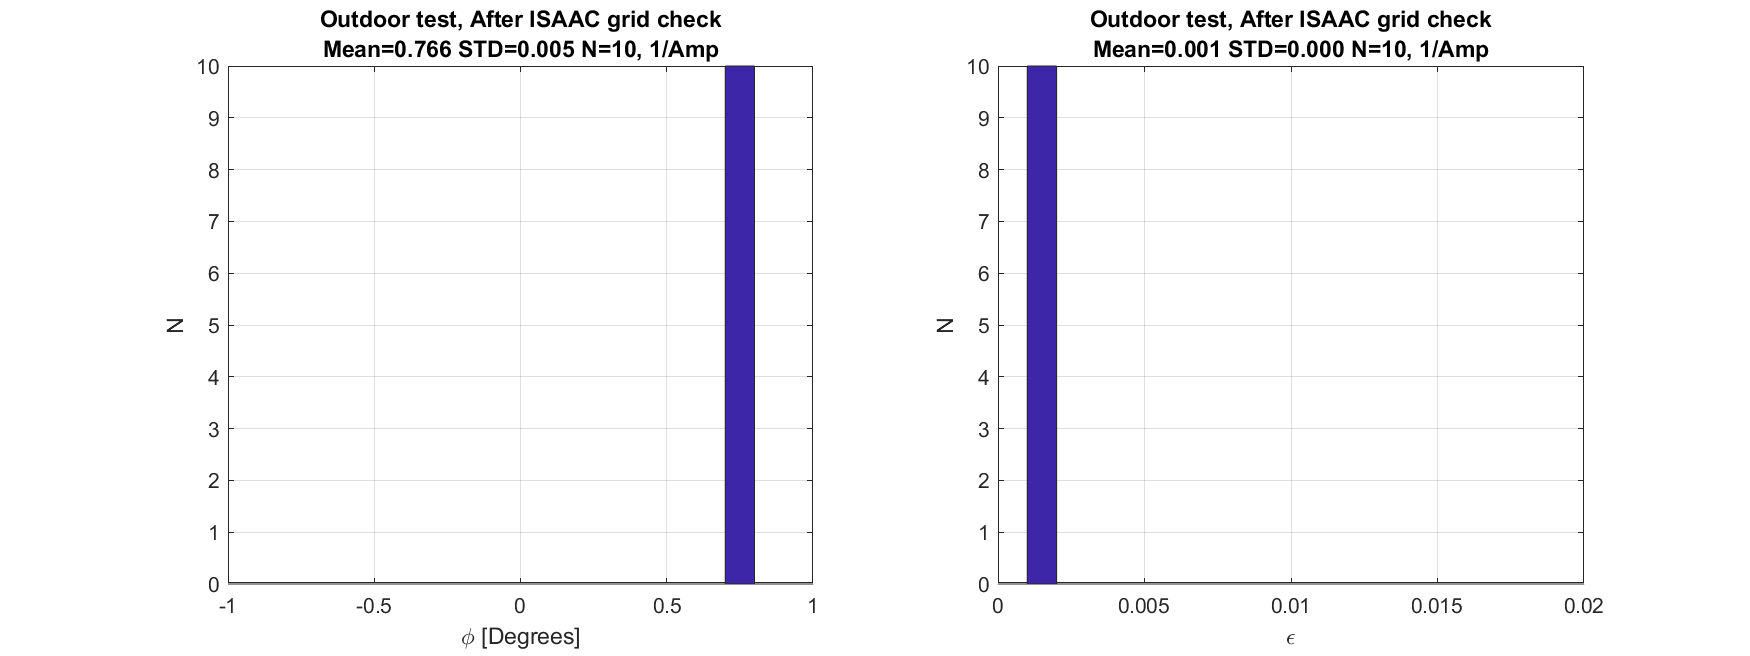 Outdoor test, After ISAAC grid check
Mean=0.766 STD=0.005 N=10, 1/Amp
10
9
8
7
6
5
4
3
2
1
0
N
-1 -0.5 0 0.5 1
ϕ [Degrees]
Outdoor test, After ISAAC grid check
Mean=0.001 STD=0.000 N=10, 1/Amp
10
9
8
7
6
5
4
3
2
1
0
N
0 0.005 0.01 0.015 0.02
ϵ